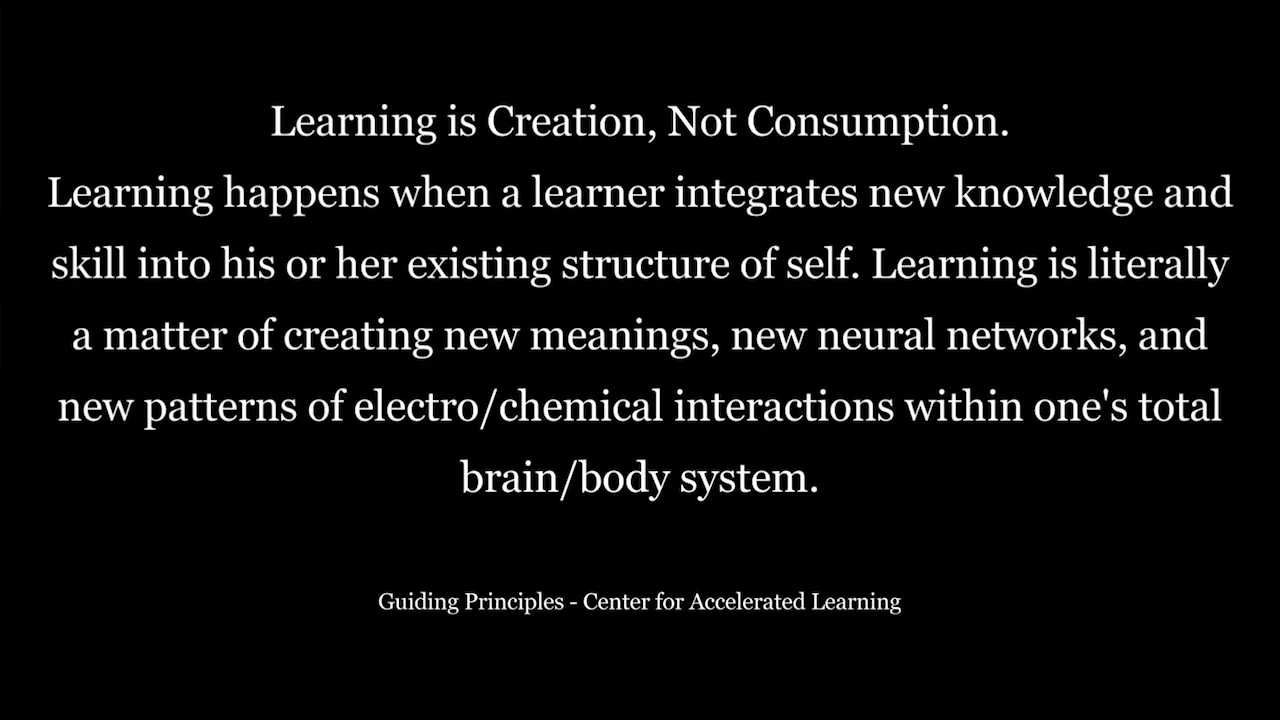 Learning is Creation, Not Consumption.
Learning happens when a learner integrates new knowledge and
skill into his or her existing structure of self. Learning is literally
a matter of creating new meanings, new neural networks, and
new patterns of electro/chemical interactions within one's total
brain/body system.
Guiding Principles - Center for Accelerated Learning